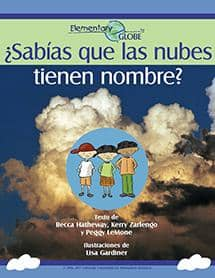 Elementary
GLOBE
¿Sabías que las nubes
tienen nombre?
Texto de
Becca Hatheway, Kerry Zarlengo
y Peggy LeMone
Ilustraciones de
Lisa Gardiner